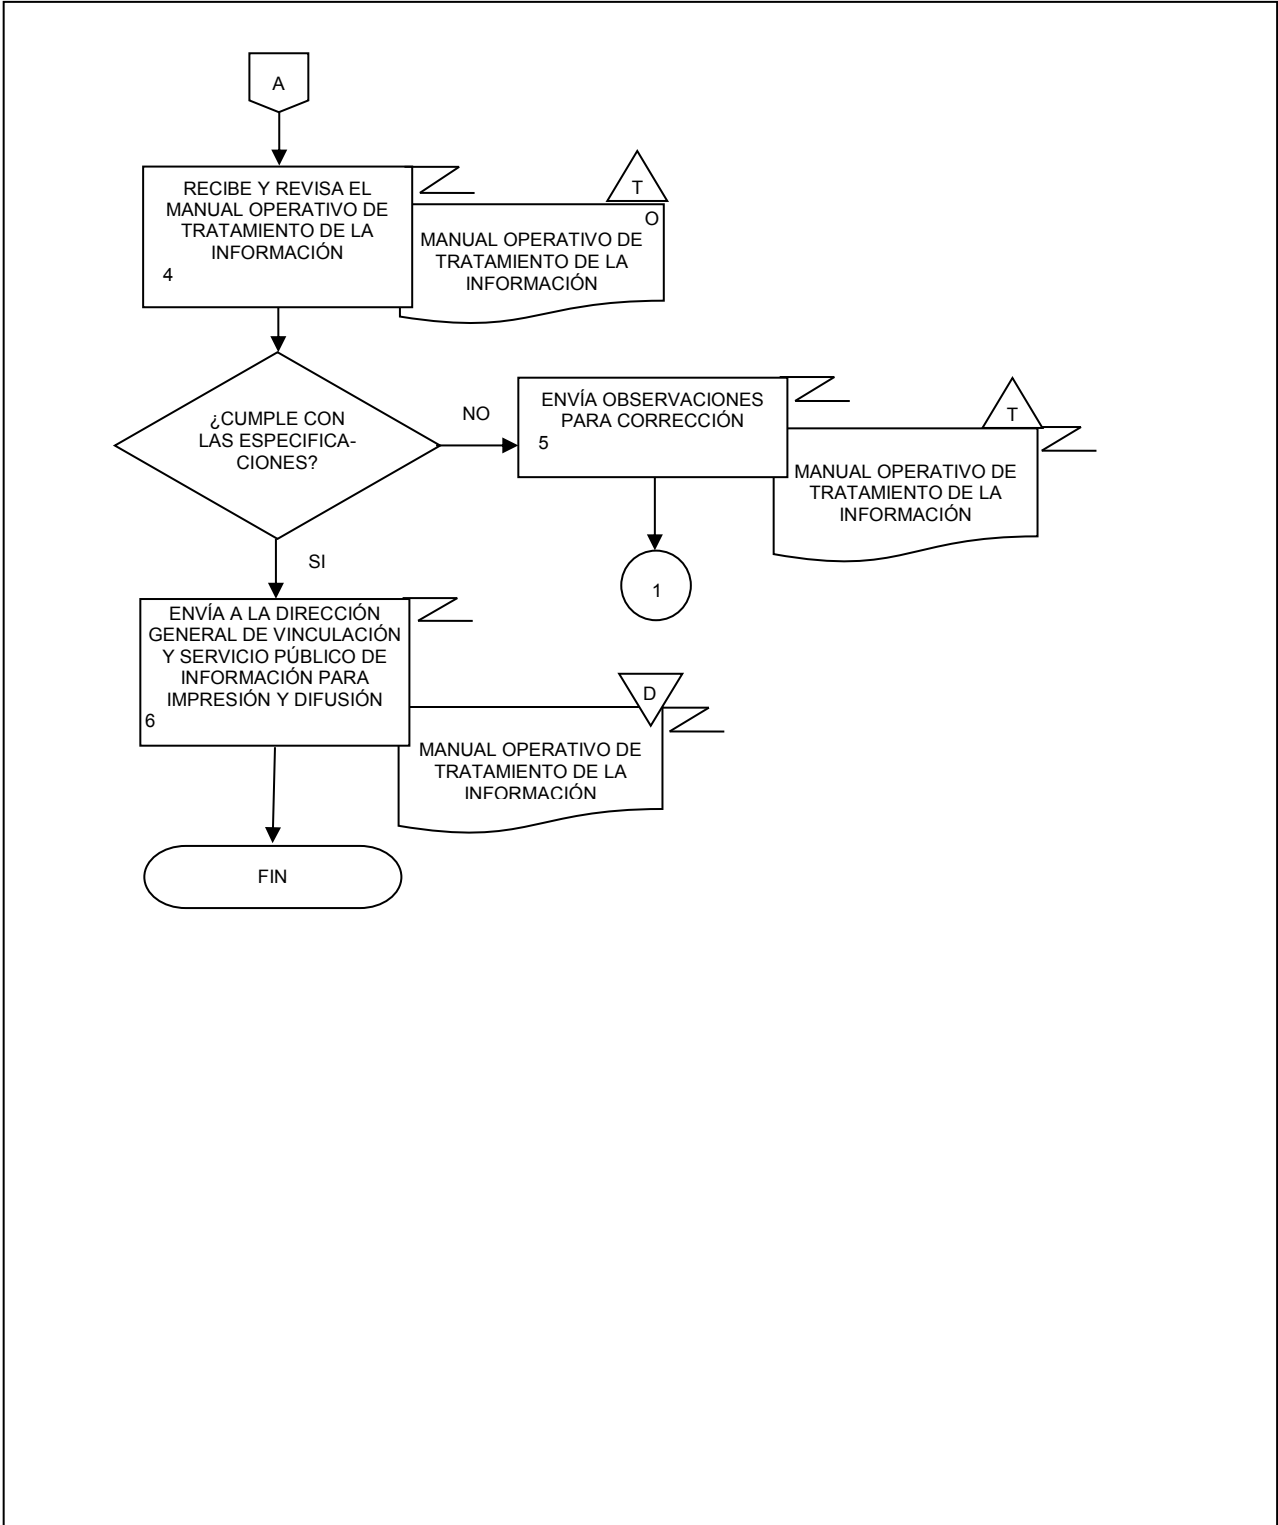 A
RECIBE Y REVISA EL
MANUAL OPERATIVO DE
TRATAMIENTO DE LA
INFORMACIÓN
4
T
O
MANUAL OPERATIVO DE
TRATAMIENTO DE LA
INFORMACIÓN
¿CUMPLE CON
LAS ESPECIFICA-
CIONES?
NO
ENVÍA OBSERVACIONES
PARA CORRECCIÓN
5
T
MANUAL OPERATIVO DE
TRATAMIENTO DE LA
INFORMACIÓN
1
SI
ENVÍA A LA DIRECCIÓN
GENERAL DE VINCULACIÓN
Y SERVICIO PÚBLICO DE
INFORMACIÓN PARA
IMPRESIÓN Y DIFUSIÓN
6
D
MANUAL OPERATIVO DE
TRATAMIENTO DE LA
INFORMACIÓN
FIN